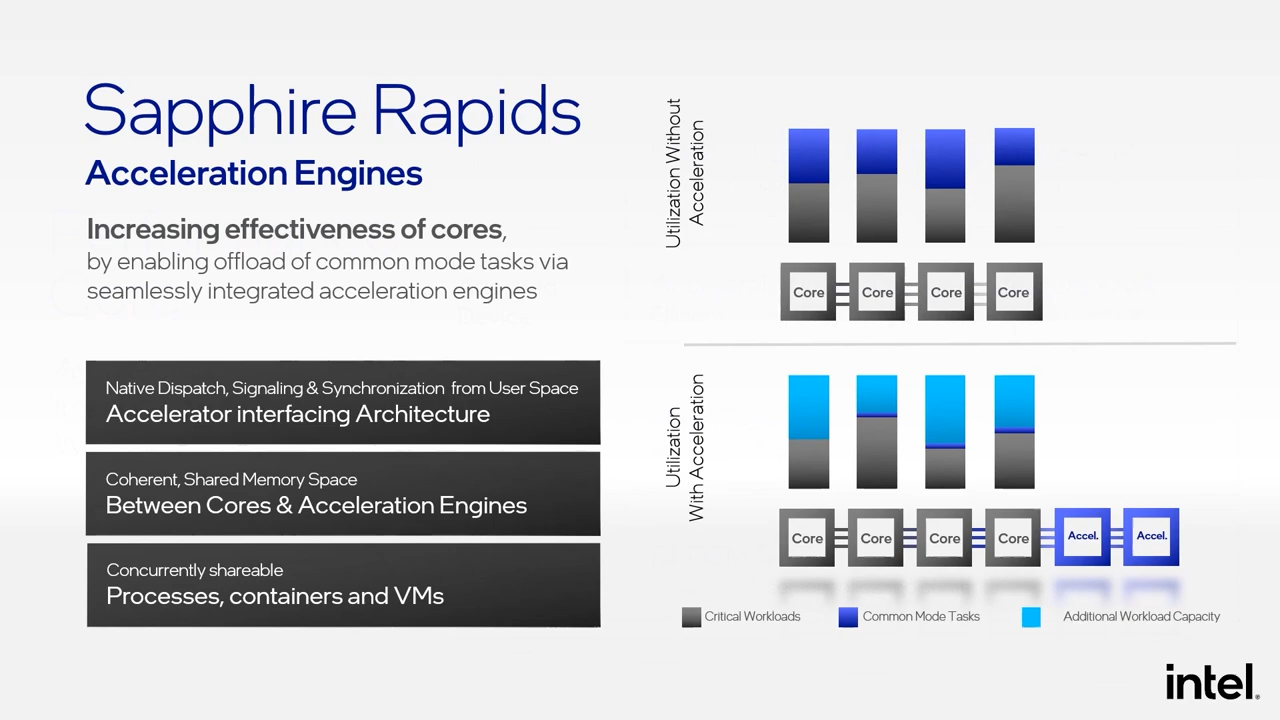 Sapphire Rapids
Acceleration Engines
Increasing effectiveness of cores,
by enabling offload of common mode tasks via
seamlessly integrated acceleration engines
Native Dispatch, Signaling & Synchronization from User Space
Accelerator interfacing Architecture
Coherent, Shared Memory Space
Between Cores & Acceleration Engines
Concurrently shareable
Processes, containers and VMs
Utilization Without
Acceleration
Core Core Core Core
Utilization
With Acceleration
Core Core Core Core Accel. Accel.
Critical Workloads Common Mode Tasks Additional Workload Capacity
intel.